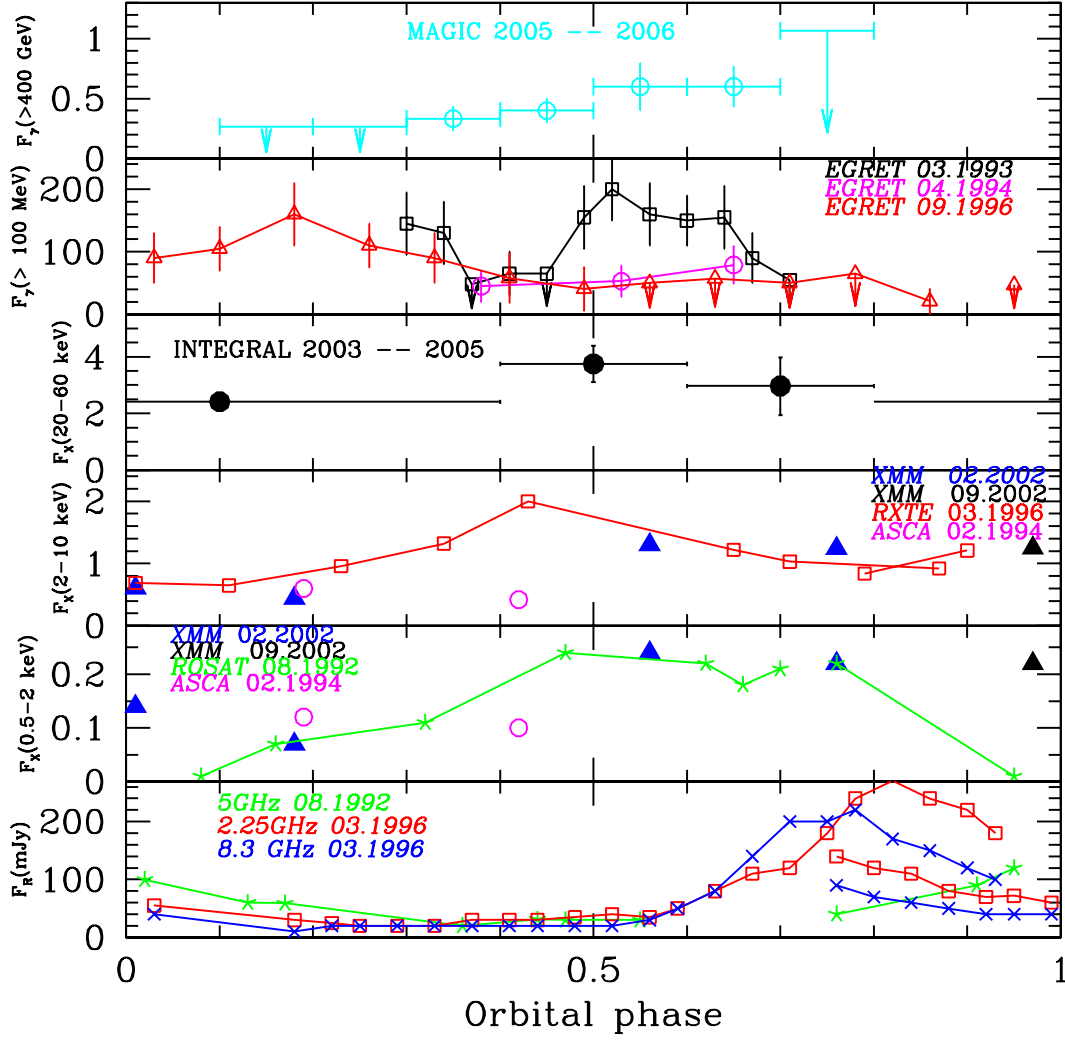 F_γ(>400 GeV)
1
0.5
0
MAGIC 2005 -- 2006
F_γ(> 100 MeV)
200
100
0
EGRET 03.1993
EGRET 04.1994
EGRET 09.1996
F_X(20-60 keV)
4
2
0
INTEGRAL 2003 -- 2005
F_X(2-10 keV)
2
1
0
XMM 02.2002
XMM 09.2002
RXTE 03.1996
ASCA 02.1994
F_X(0.5-2 keV)
0.2
0.1
0
XMM 02.2002
XMM 09.2002
ROSAT 08.1992
ASCA 02.1994
F_R(mJy)
200
100
0
5GHz 08.1992
2.25GHz 03.1996
8.3 GHz 03.1996
0
0.5
1
Orbital phase